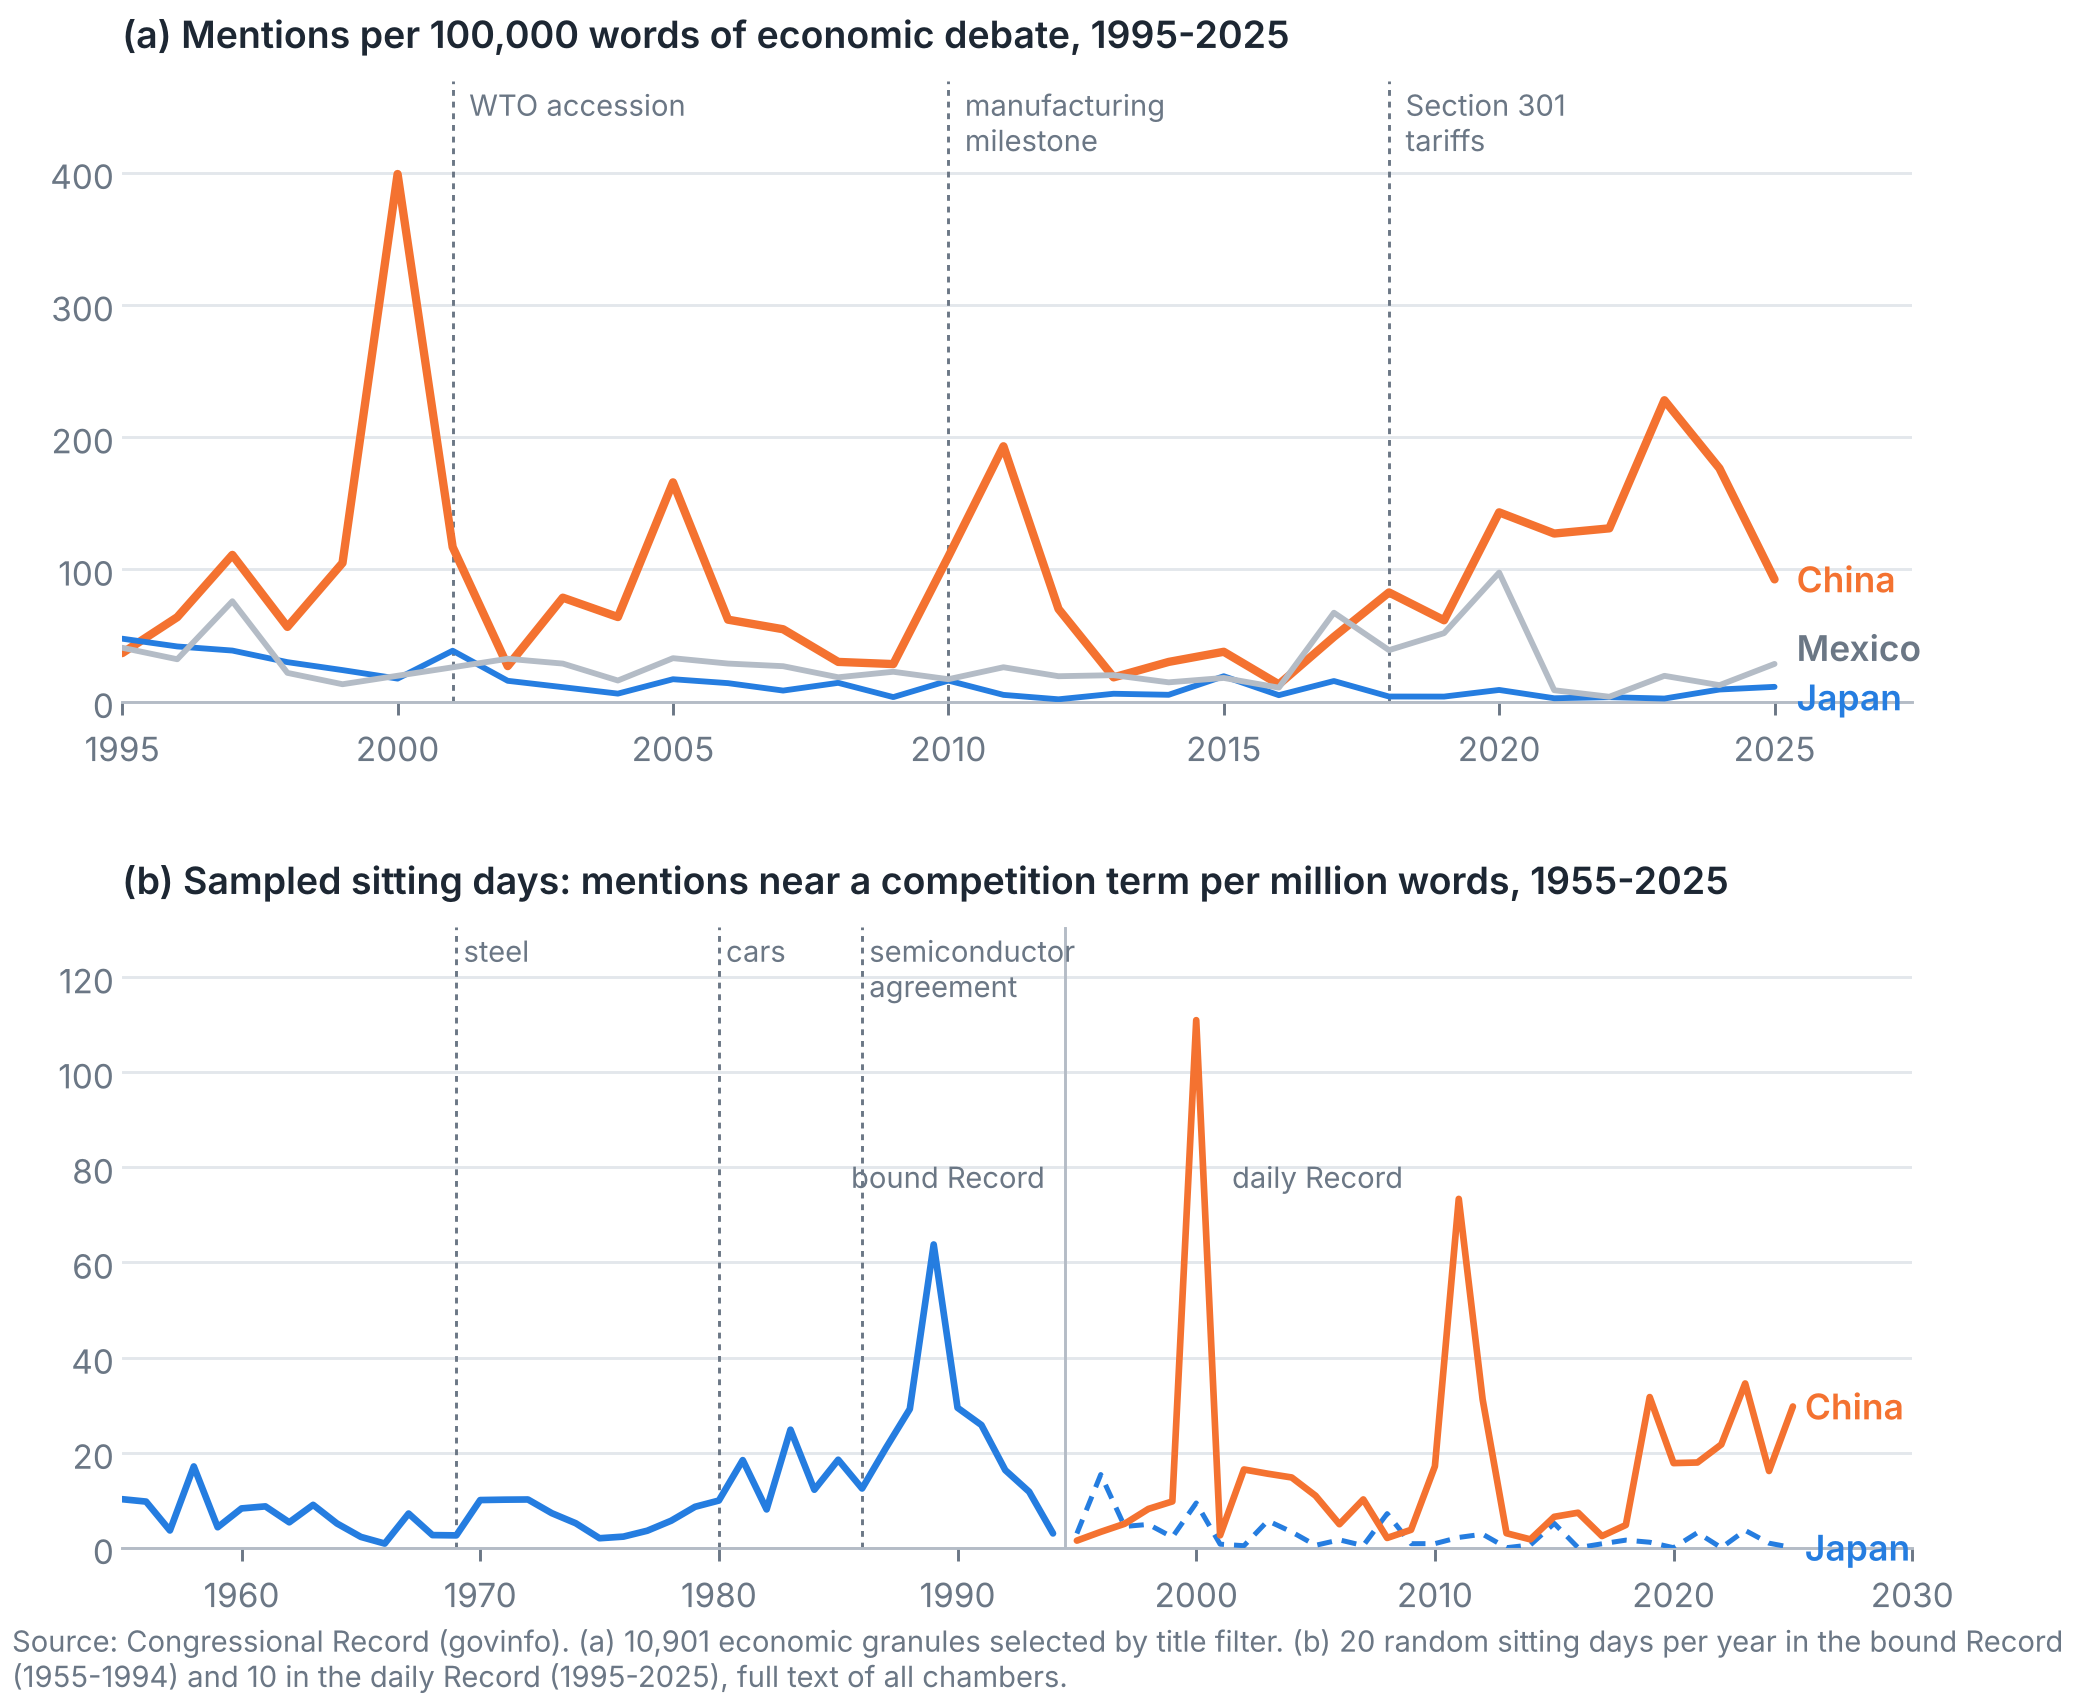 (a) Mentions per 100,000 words of economic debate, 1995-2025
WTO accession
manufacturing
milestone
Section 301
tariffs
400
300
200
100
0
China
Mexico
Japan
1995 2000 2005 2010 2015 2020 2025
(b) Sampled sitting days: mentions near a competition term per million words, 1955-2025
steel
cars
semiconductor
agreement
120
100
80
bound Record
daily Record
60
40
20
0
China
Japan
1960 1970 1980 1990 2000 2010 2020 2030
Source: Congressional Record (govinfo). (a) 10,901 economic granules selected by title filter. (b) 20 random sitting days per year in the bound Record
(1955-1994) and 10 in the daily Record (1995-2025), full text of all chambers.